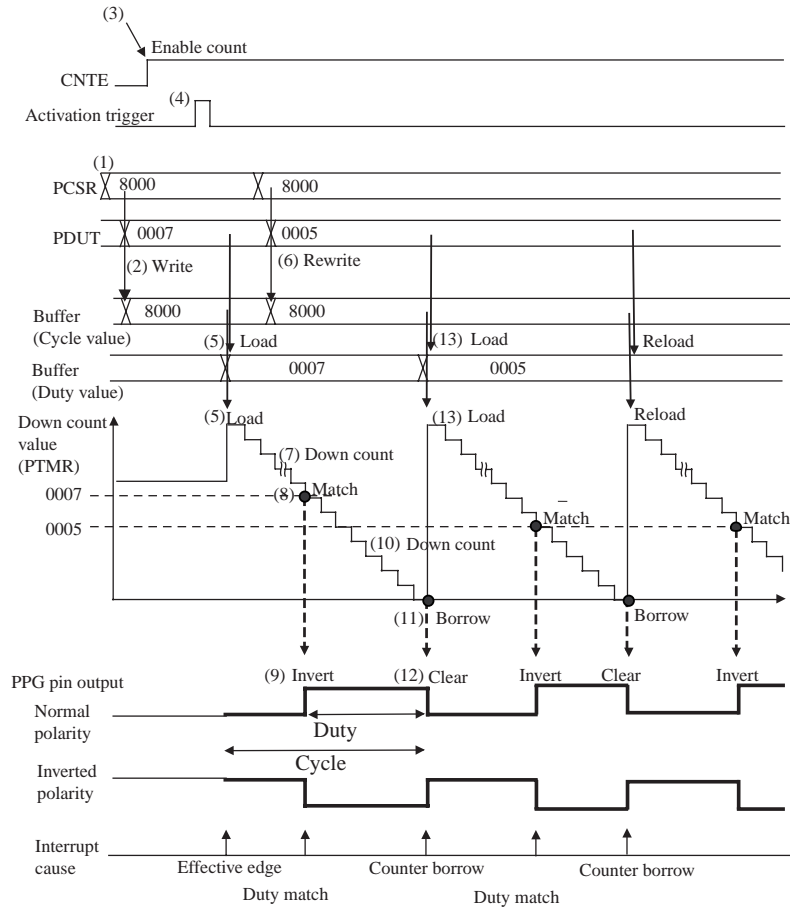 (3)
Enable count
CNTE
(4)
Activation trigger
(1)
PCSR 8000 8000
PDUT 0007 0005
(2) Write (6) Rewrite
Buffer (Cycle value) 8000 8000
(5) Load (13) Load Reload
Buffer (Duty value) 0007 0005
Down count value (PTMR)
(5) Load (13) Load Reload
(7) Down count
0007 (8) Match
0005 Match Match
(10) Down count
(11) Borrow Borrow
PPG pin output
(9) Invert (12) Clear Invert Clear Invert
Normal polarity
Duty
Cycle
Inverted polarity
Interrupt cause
Effective edge Counter borrow Counter borrow
Duty match Duty match